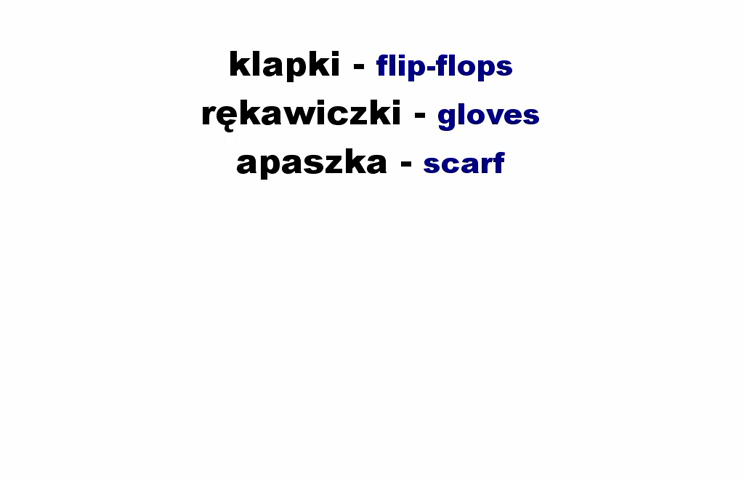 klapki - flip-flops
rękawiczki - gloves
apaszka - scarf